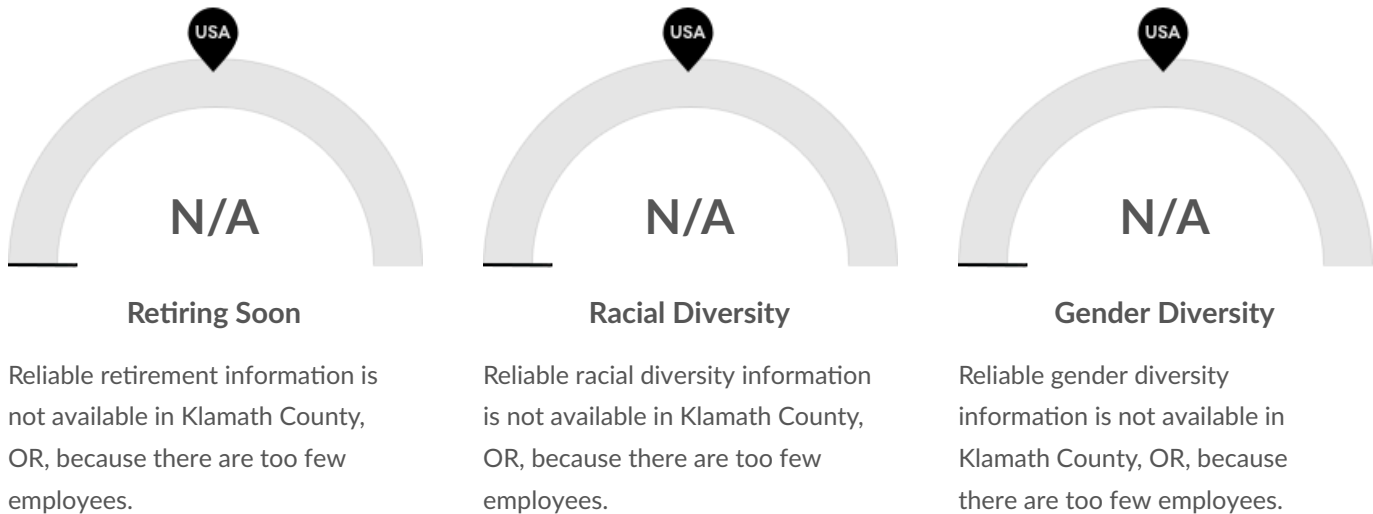 USA
N/A
Retiring Soon
Reliable retirement information is
not available in Klamath County,
OR, because there are too few
employees.
USA
N/A
Racial Diversity
Reliable racial diversity information
is not available in Klamath County,
OR, because there are too few
employees.
USA
N/A
Gender Diversity
Reliable gender diversity
information is not available in
Klamath County, OR, because
there are too few employees.